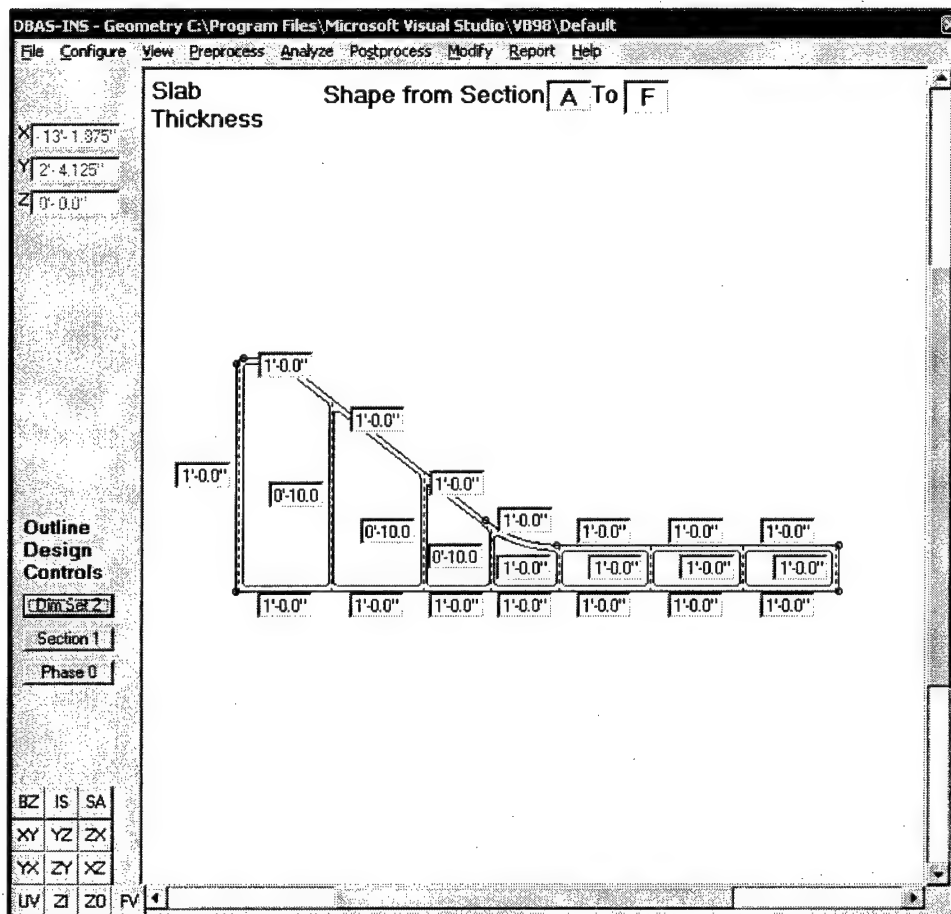 DBAS-INS - Geometry C:\Program Files\Microsoft Visual Studio\VB98\Default
File Configure View Preprocess Analyze Postprocess Modify Report Help
Slab
Thickness
Shape from Section A To F
X -13'-1.875"
Y 2'-4.125"
Z 0'-0.0"
1'-0.0"
1'-0.0"
1'-0.0" 1'-0.0"
0'-10.0 1'-0.0" 1'-0.0" 1'-0.0" 1'-0.0"
0'-10.0
0'-10.0 1'-0.0" 1'-0.0" 1'-0.0" 1'-0.0"
1'-0.0" 1'-0.0" 1'-0.0" 1'-0.0" 1'-0.0" 1'-0.0" 1'-0.0"
Outline
Design
Controls
Dim Set 2
Section 1
Phase 0
BZ IS SA
XY YZ ZX
YX ZY XZ
UV ZI ZO FV